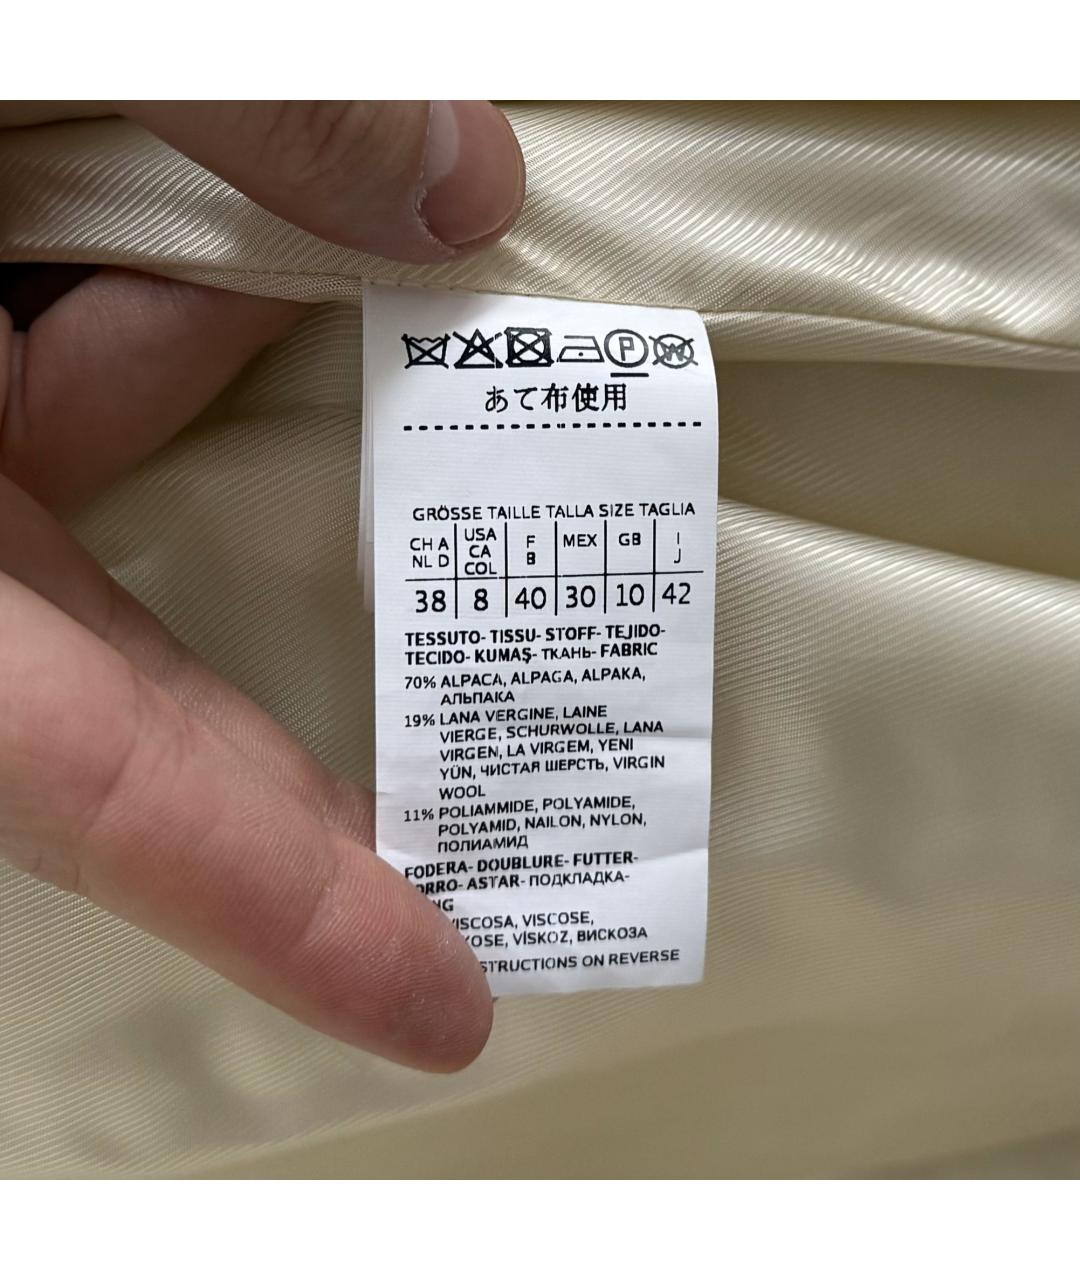 P W
あて布使用
GRÖSSE TAILLE TALLA SIZE TAGLIA
CH A NL D USA CA COL F B MEX GB I J
38 8 40 30 10 42
TESSUTO- TISSU- STOFF- TEJIDO-
TECIDO- KUMAŞ- ТКАНЬ- FABRIC
70% ALPACA, ALPAGA, ALPAKA,
АЛЬПАКА
19% LANA VERGINE, LAINE
VIERGE, SCHURWOLLE, LANA
VIRGEN, LA VIRGEM, YENI
YÜN, ЧИСТАЯ ШЕРСТЬ, VIRGIN
WOOL
11% POLIAMMIDE, POLYAMIDE,
POLYAMID, NAILON, NYLON,
ПОЛИАМИД
FODERA- DOUBLURE- FUTTER-
ASTAR- ПОДКЛАДКА-
VISCOSE,
VİSKOZ, ВИСКОЗА
ON REVERSE